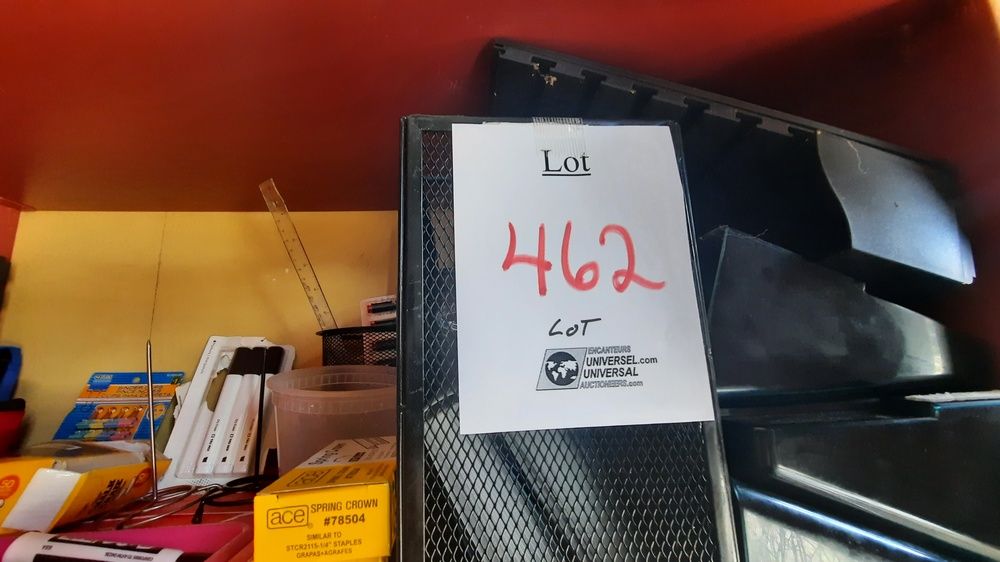 Lot
462
LOT
ENCANTEURS
UNIVERSEL.com
UNIVERSAL
AUCTIONEERS.com
ace
SPRING CROWN
#78504
SIMILAR TO
STCR2115-1/4" STAPLES
GRAPAS•AGRAFES
50